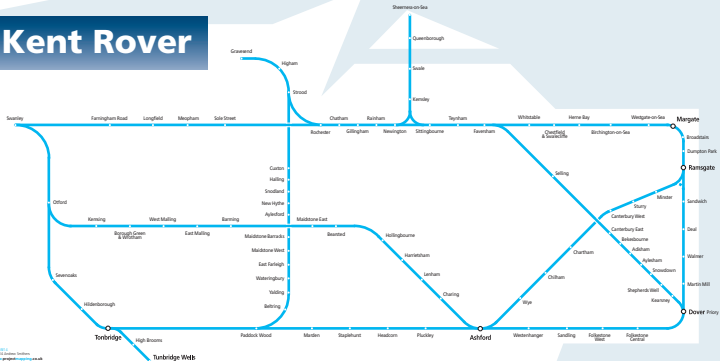 Kent Rover
Sheerness-on-Sea
Queenborough
Swale
Kemsley
Gravesend
Higham
Strood
Swanley
Farningham Road
Longfield
Meopham
Sole Street
Rochester
Chatham
Gillingham
Rainham
Newington
Sittingbourne
Teynham
Faversham
Whitstable
Chestfield
& Swalecliffe
Herne Bay
Birchington-on-Sea
Westgate-on-Sea
Margate
Broadstairs
Dumpton Park
Ramsgate
Minster
Sturry
Canterbury West
Sandwich
Deal
Walmer
Martin Mill
Dover Priory
Selling
Canterbury East
Bekesbourne
Adisham
Aylesham
Snowdown
Shepherds Well
Kearsney
Chartham
Chilham
Wye
Cuxton
Halling
Snodland
New Hythe
Aylesford
Maidstone Barracks
Maidstone West
East Farleigh
Wateringbury
Yalding
Beltring
Otford
Kemsing
Borough Green
& Wrotham
West Malling
East Malling
Barming
Maidstone East
Bearsted
Hollingbourne
Harrietsham
Lenham
Charing
Sevenoaks
Hildenborough
Tonbridge
High Brooms
Tunbridge Wells
Paddock Wood
Marden
Staplehurst
Headcorn
Pluckley
Ashford
Westenhanger
Sandling
Folkestone
West
Folkestone
Central